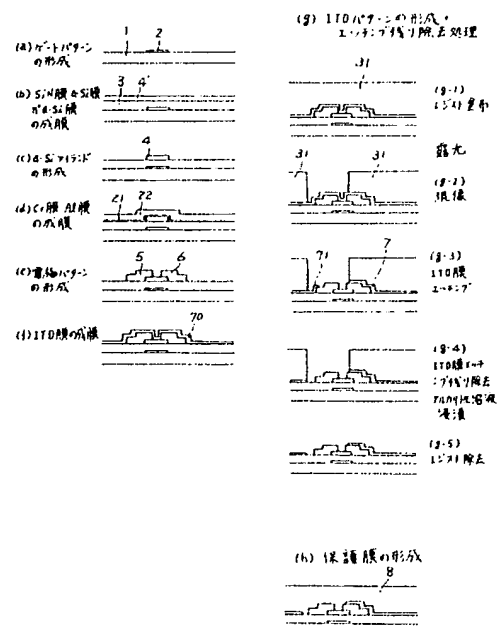 (a) ゲートパターン
の形成
1
2
(b) SiN膜 a-Si膜
n⁺a-Si膜
の成膜
3
4'
(c) a-Siアイランド
の形成
4
(d) Cr膜 Al膜
の成膜
21
22
(e) 電極パターン
の形成
5
6
(f) ITO膜の成膜
70
(g) ITOパターンの形成・
エッチング残り除去処理
31
(g-1)
レジスト塗布
31
31
露光
(g-2)
現像
71
7
(g-3)
ITO膜
エッチング
(g-4)
ITO膜エッチ
ング残り除去
アルカリ性溶液
浸漬
(g-5)
レジスト除去
(h) 保護膜の形成
8